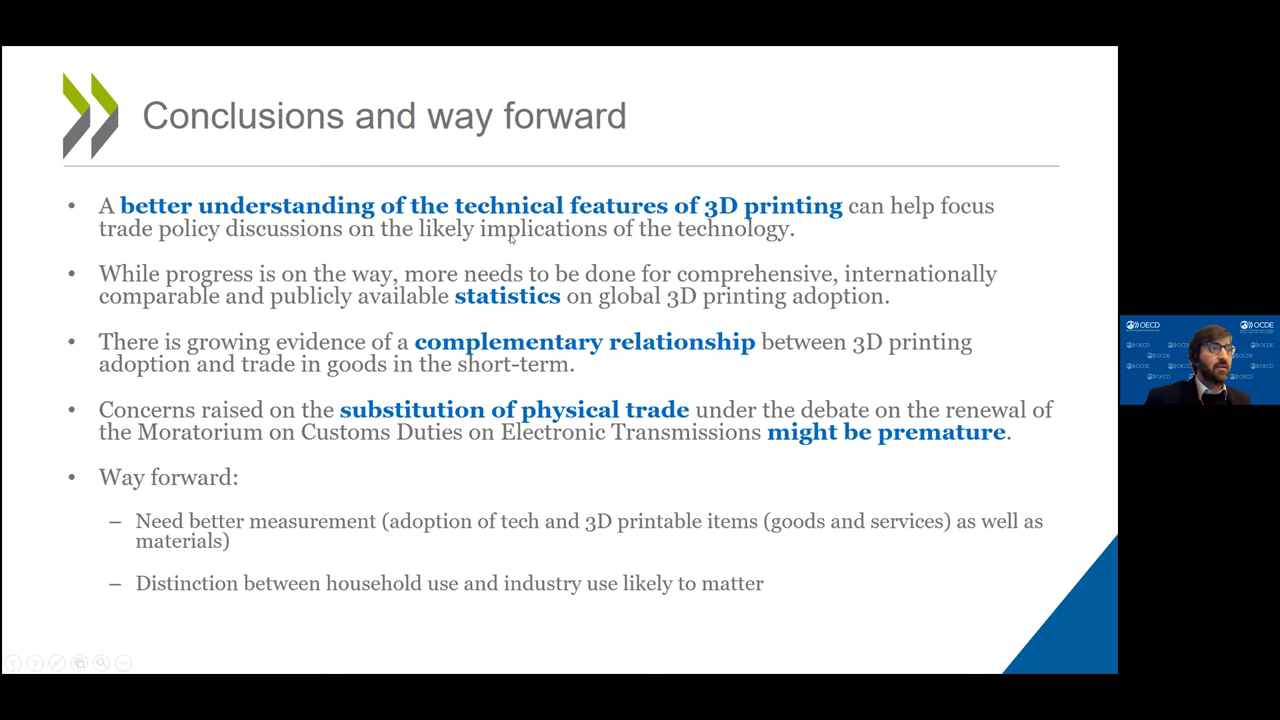 Conclusions and way forward
• A better understanding of the technical features of 3D printing can help focus
trade policy discussions on the likely implications of the technology.
• While progress is on the way, more needs to be done for comprehensive, internationally
comparable and publicly available statistics on global 3D printing adoption.
• There is growing evidence of a complementary relationship between 3D printing
adoption and trade in goods in the short-term.
• Concerns raised on the substitution of physical trade under the debate on the renewal of
the Moratorium on Customs Duties on Electronic Transmissions might be premature.
• Way forward:
– Need better measurement (adoption of tech and 3D printable items (goods and services) as well as
materials)
– Distinction between household use and industry use likely to matter
OECD
OCDE